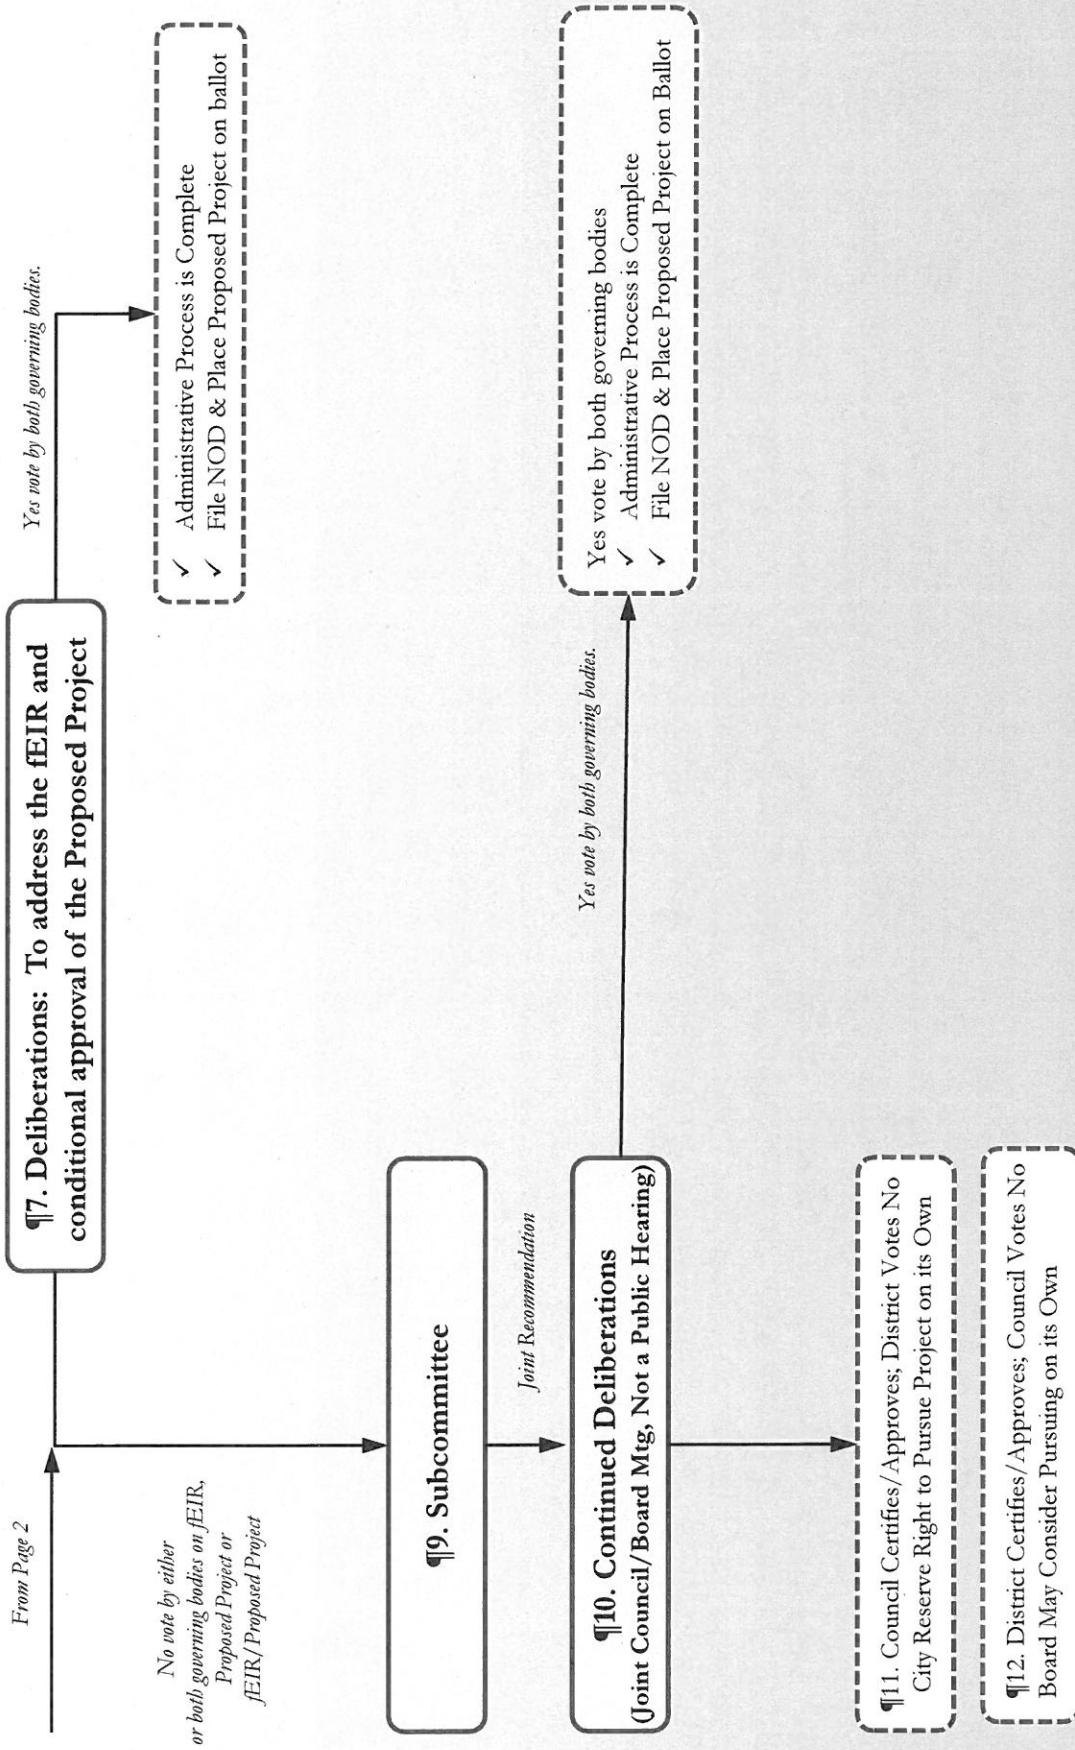 From Page 2
¶7. Deliberations: To address the fEIR and
conditional approval of the Proposed Project
Yes vote by both governing bodies.
No vote by either
or both governing bodies on fEIR,
Proposed Project or
fEIR/Proposed Project
✓ Administrative Process is Complete
✓ File NOD & Place Proposed Project on ballot
¶9. Subcommittee
Joint Recommendation
¶10. Continued Deliberations
(Joint Council/Board Mtg, Not a Public Hearing)
Yes vote by both governing bodies.
Yes vote by both governing bodies
✓ Administrative Process is Complete
✓ File NOD & Place Proposed Project on Ballot
¶11. Council Certifies/Approves; District Votes No
City Reserve Right to Pursue Project on its Own
¶12. District Certifies/Approves; Council Votes No
Board May Consider Pursuing on its Own